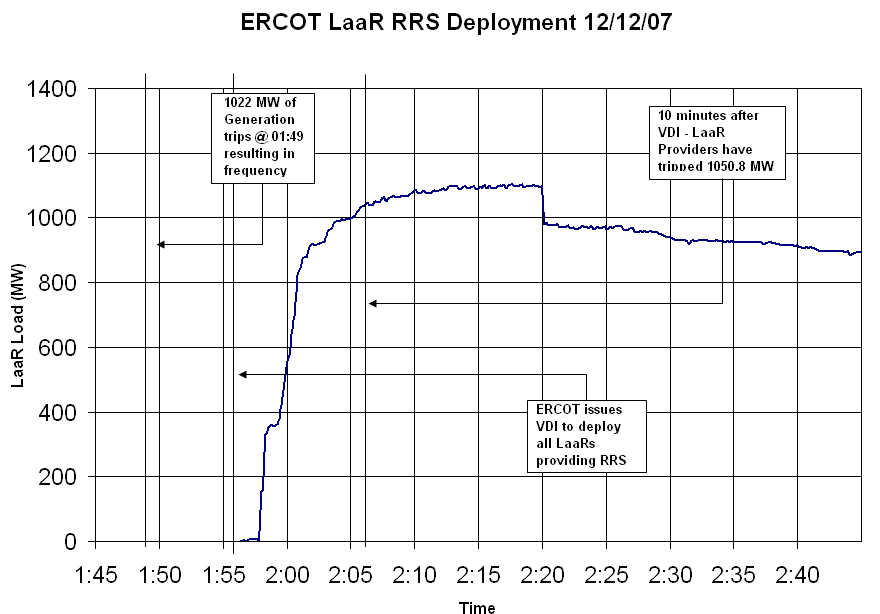 ERCOT LaaR RRS Deployment 12/12/07
1400
1200
1000
800
600
400
200
0
LaaR Load (MW)
1022 MW of
Generation
trips @ 01:49
resulting in
frequency
10 minutes after
VDI - LaaR
Providers have
tripped 1050.8 MW
ERCOT issues
VDI to deploy
all LaaRs
providing RRS
1:45 1:50 1:55 2:00 2:05 2:10 2:15 2:20 2:25 2:30 2:35 2:40
Time